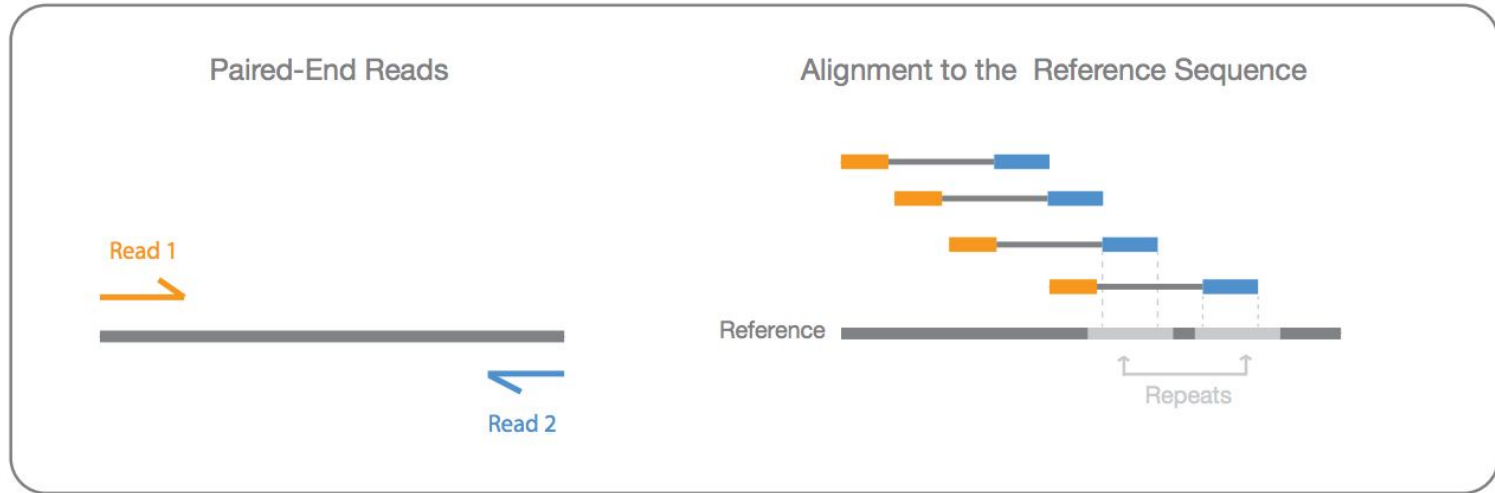 Paired-End Reads
Alignment to the Reference Sequence
Read 1
Read 2
Reference
Repeats